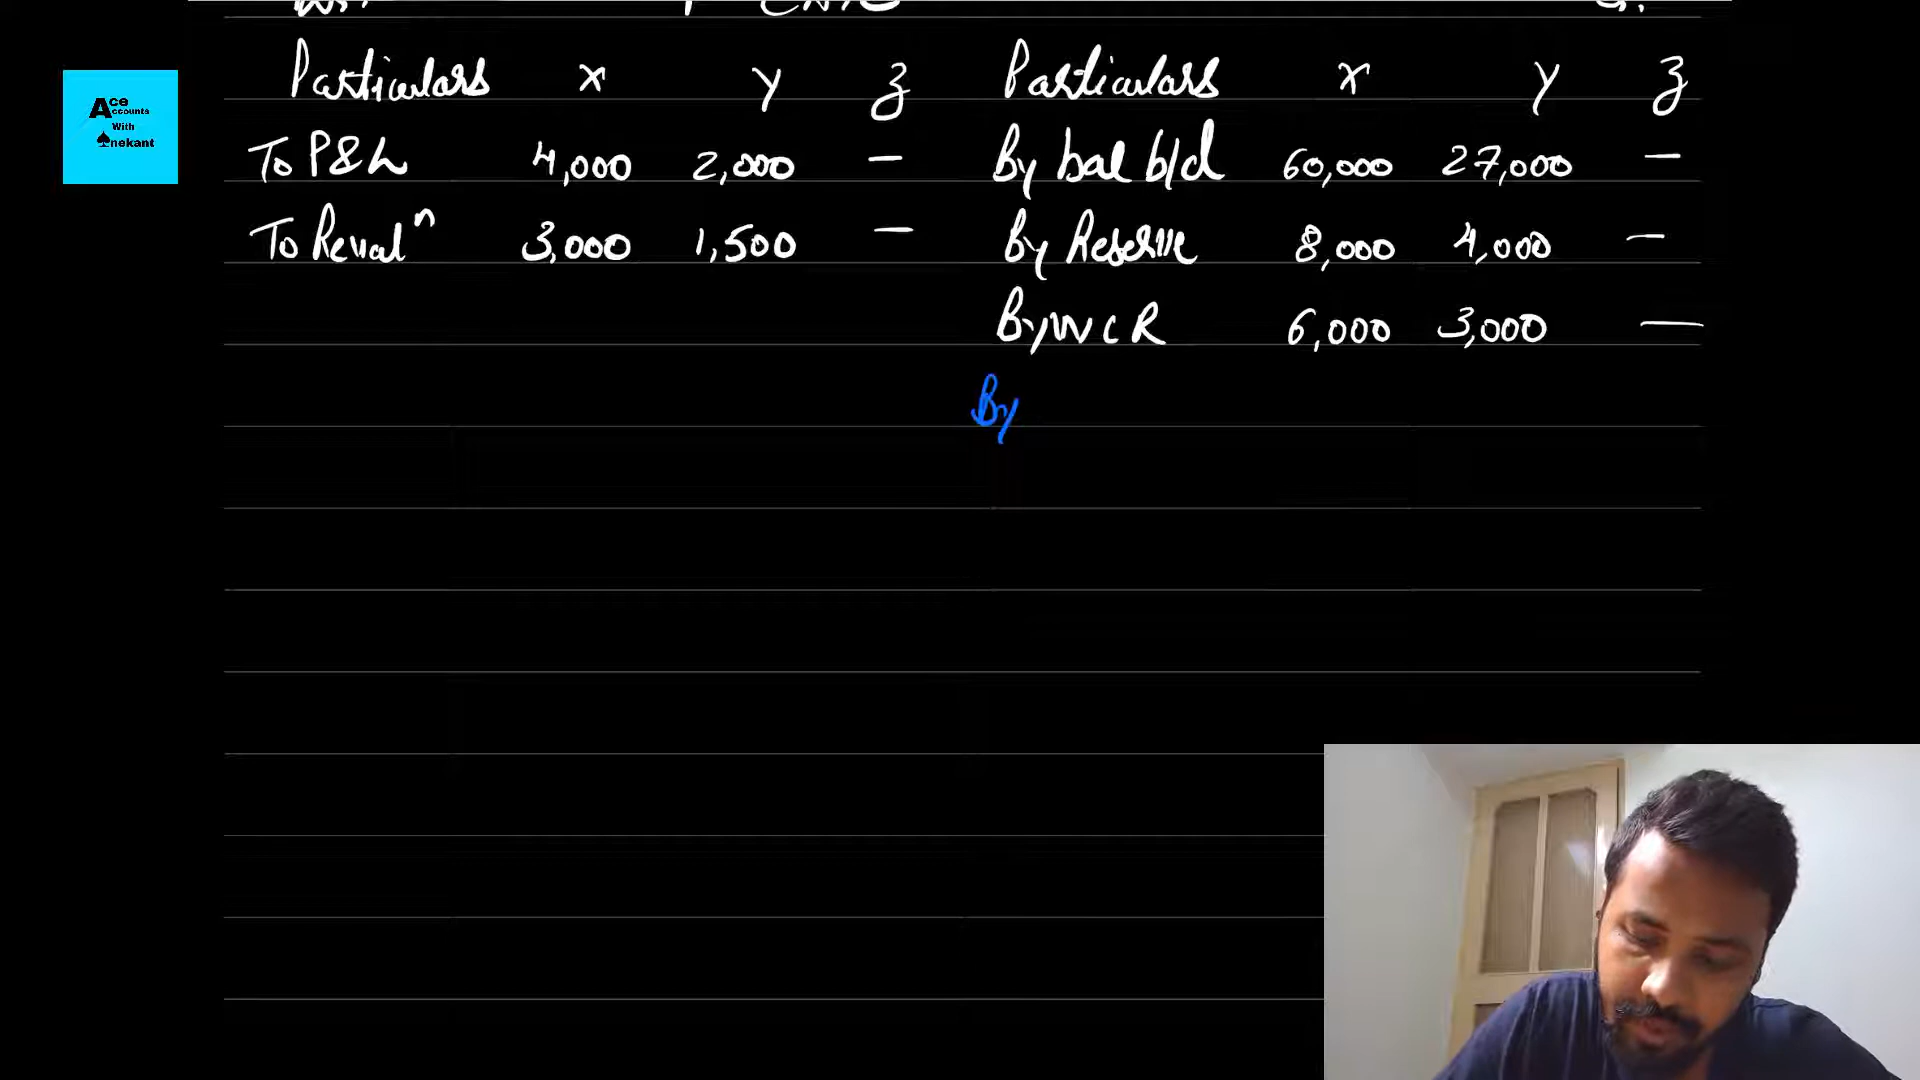 Ace
Accounts
With
Anekant
Particulars x y z Particulars x y z
To P&L 4,000 2,000 — By bal b/d 60,000 27,000 —
To Revalⁿ 3,000 1,500 — By Reserve 8,000 4,000 —
By WCR 6,000 3,000 —
By